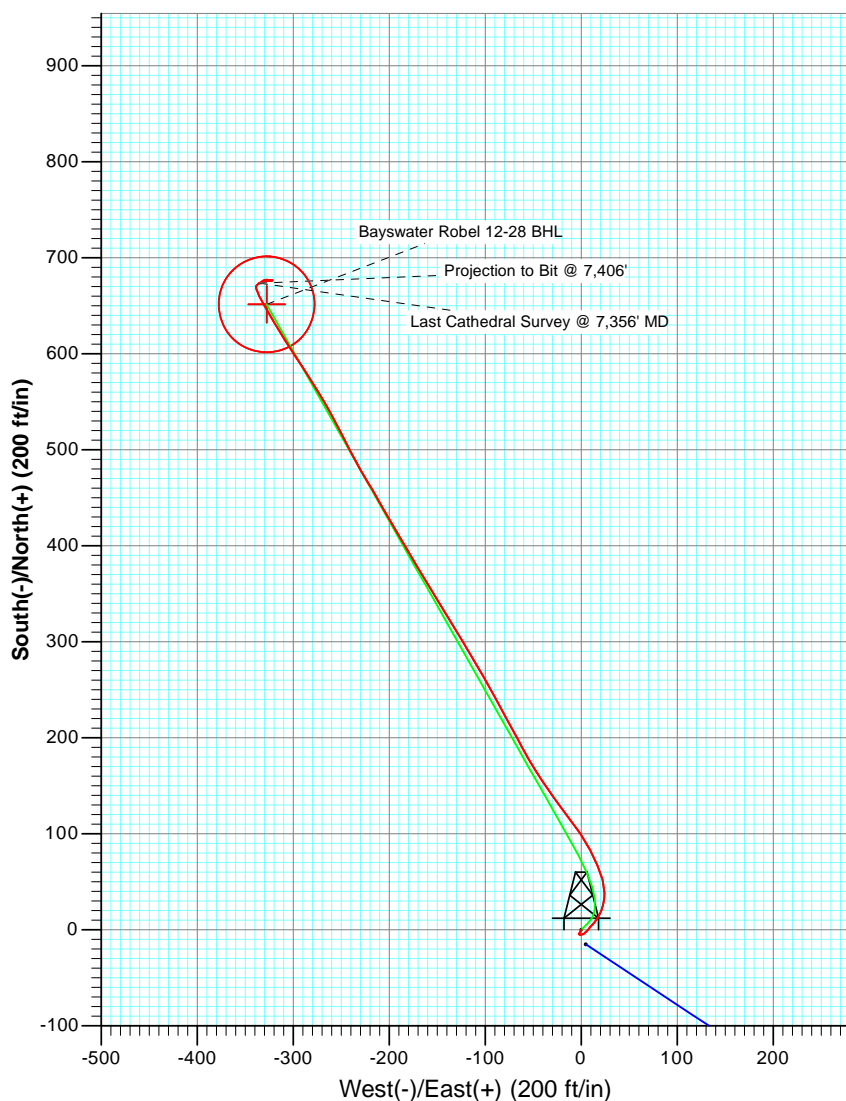 900
800
700
600
500
400
300
200
100
0
-100
South(-)/North(+) (200 ft/in)
Bayswater Robel 12-28 BHL
Projection to Bit @ 7,406'
Last Cathedral Survey @ 7,356' MD
-500 -400 -300 -200 -100 0 100 200
West(-)/East(+) (200 ft/in)